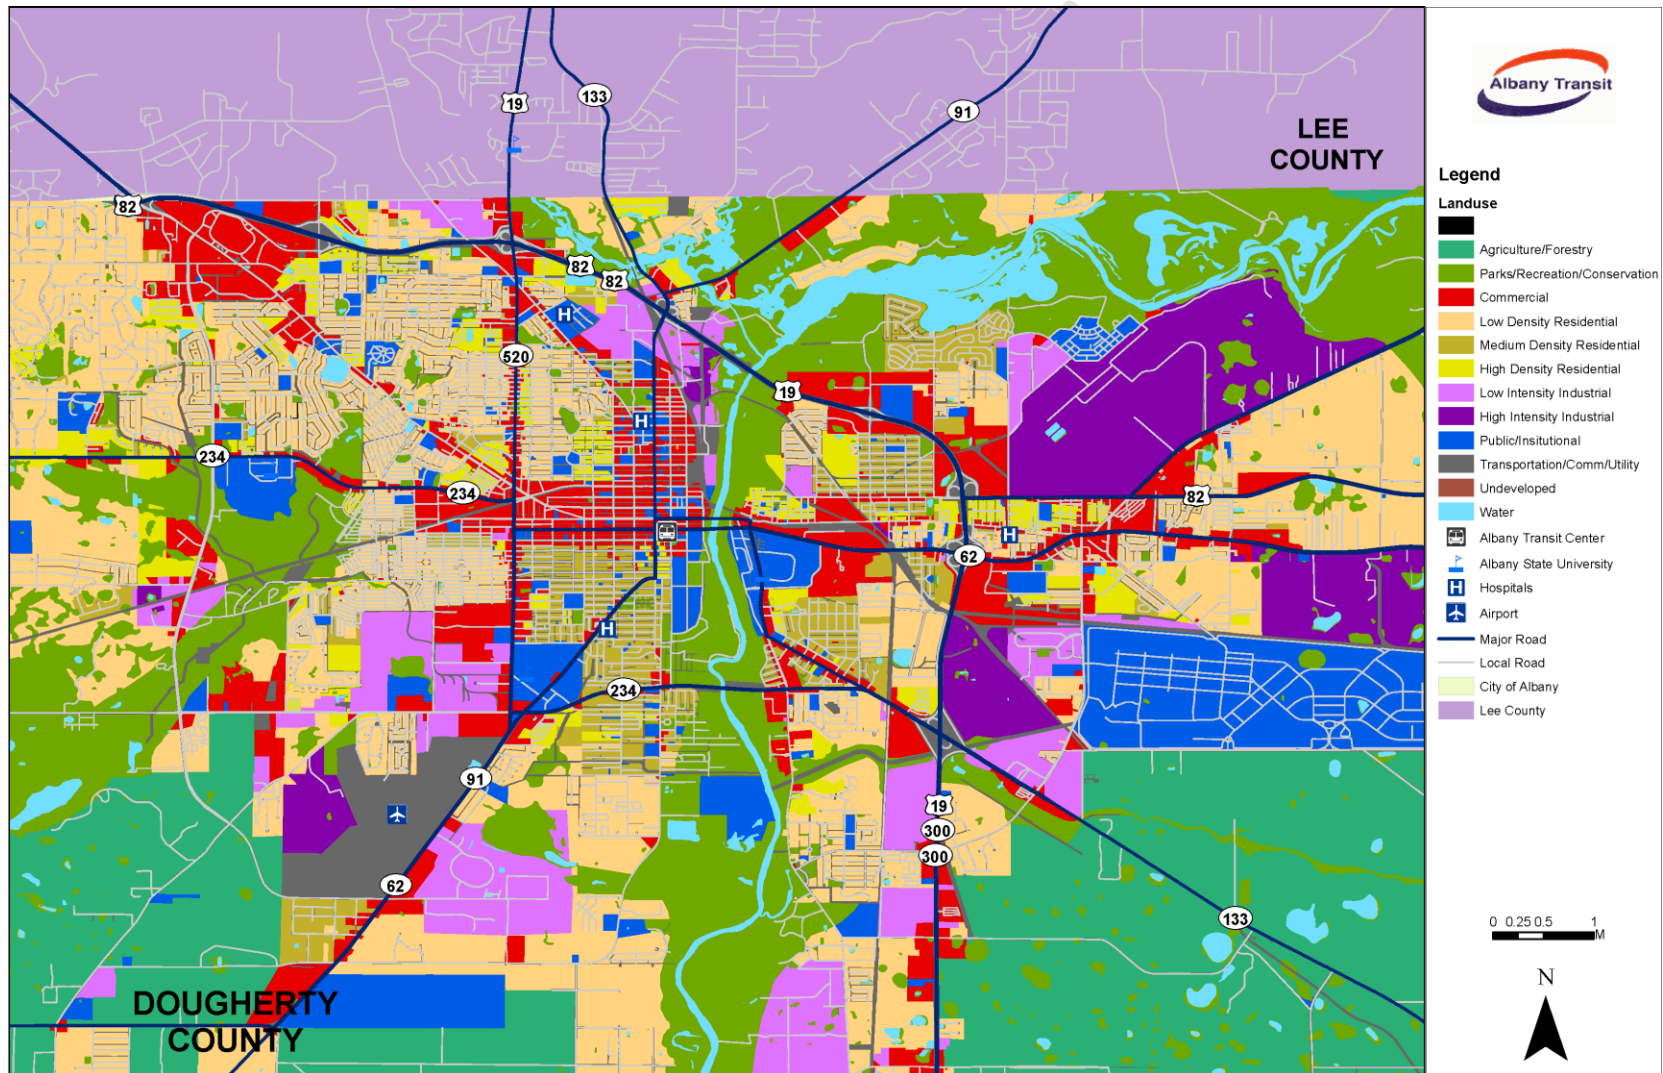 19
133
91
LEE
COUNTY
82
82
82
H
520
19
H
234
234
82
H
62
H
234
91
19
300
300
62
133
DOUGHERTY
COUNTY
Albany Transit
Legend
Landuse
Agriculture/Forestry
Parks/Recreation/Conservation
Commercial
Low Density Residential
Medium Density Residential
High Density Residential
Low Intensity Industrial
High Intensity Industrial
Public/Insitutional
Transportation/Comm/Utility
Undeveloped
Water
Albany Transit Center
Albany State University
H Hospitals
Airport
Major Road
Local Road
City of Albany
Lee County
0 0.25 0.5 1
M
N